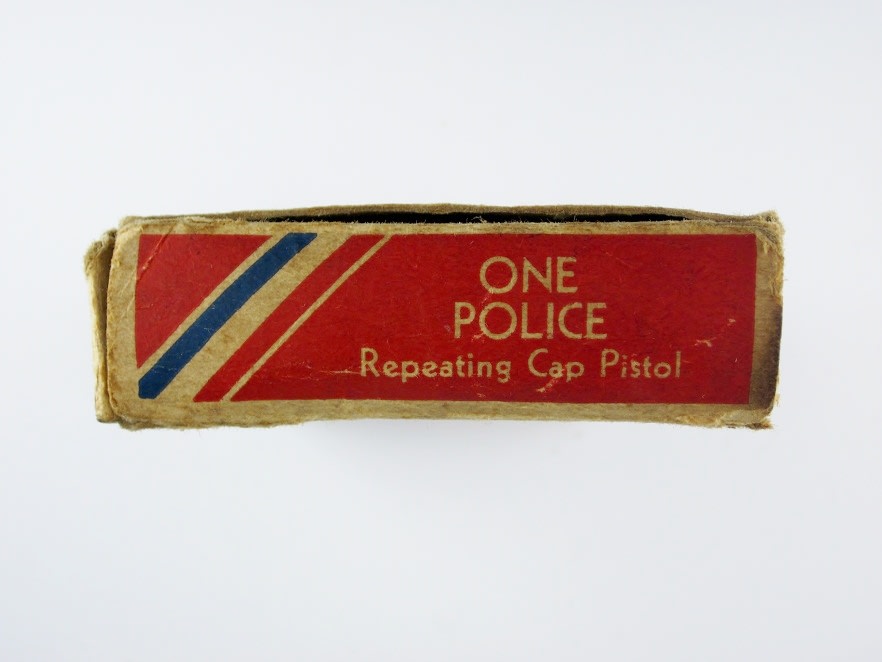 ONE
POLICE
Repeating Cap Pistol